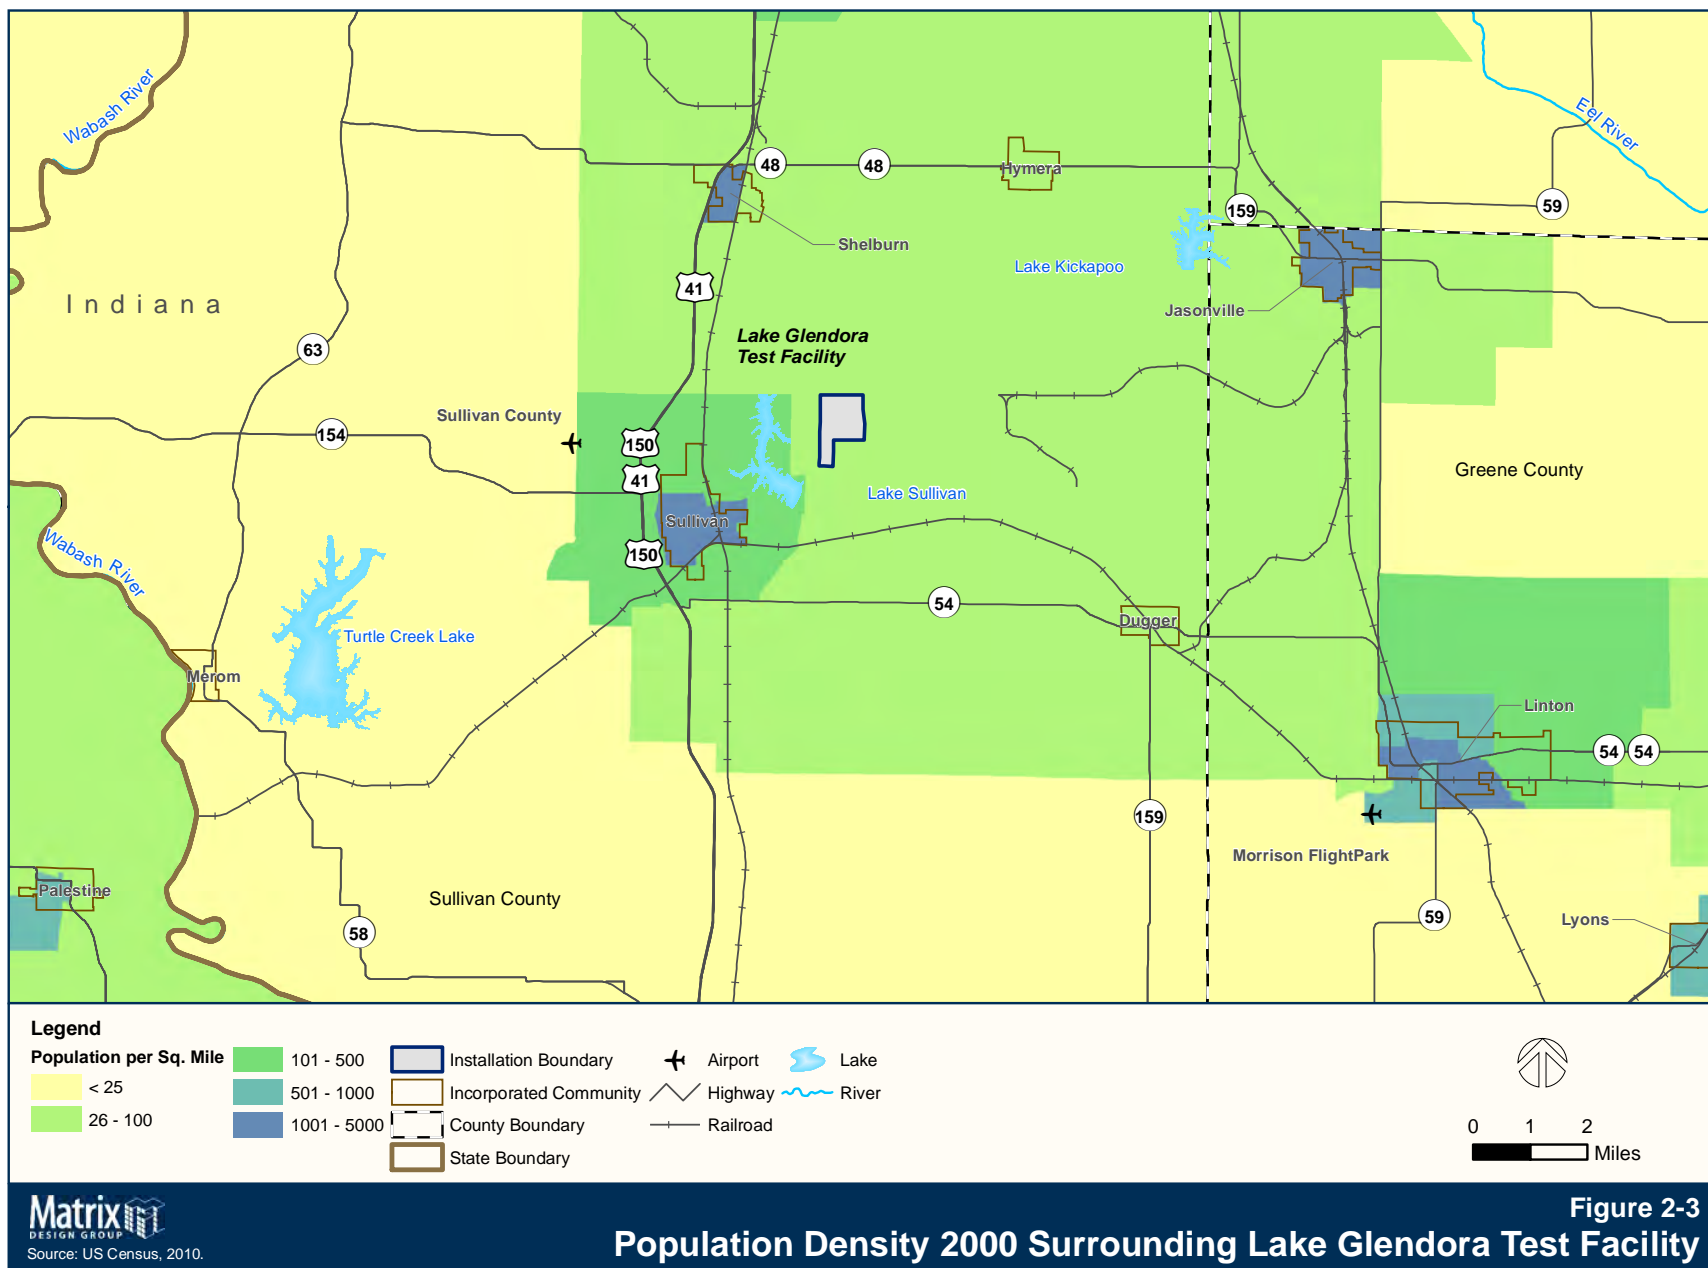 Wabash River
Eel River
48
48
Hymera
159
59
Shelburn
Lake Kickapoo
41
Indiana
Jasonville
Lake Glendora
Test Facility
63
Sullivan County
154
150
41
Greene County
Lake Sullivan
Sullivan
150
Wabash River
54
Dugger
Turtle Creek Lake
Merom
Linton
54
54
159
Morrison FlightPark
Palestine
Sullivan County
59
Lyons
58
Legend
Population per Sq. Mile
< 25
26 - 100
101 - 500
501 - 1000
1001 - 5000
Installation Boundary
Incorporated Community
County Boundary
State Boundary
Airport
Highway
Railroad
Lake
River
0 1 2
Miles
Matrix
DESIGN GROUP
Source: US Census, 2010.
Figure 2-3
Population Density 2000 Surrounding Lake Glendora Test Facility